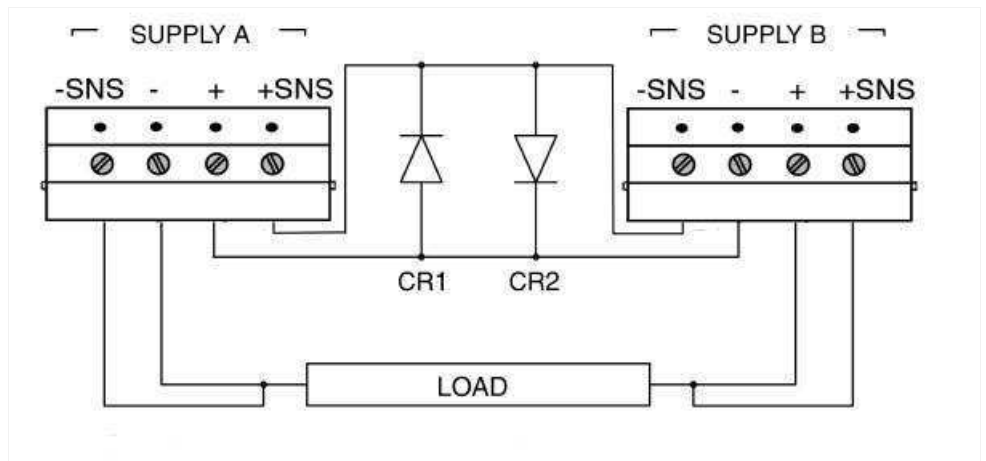 SUPPLY A SUPPLY B
-SNS - + +SNS -SNS - + +SNS
CR1 CR2
LOAD